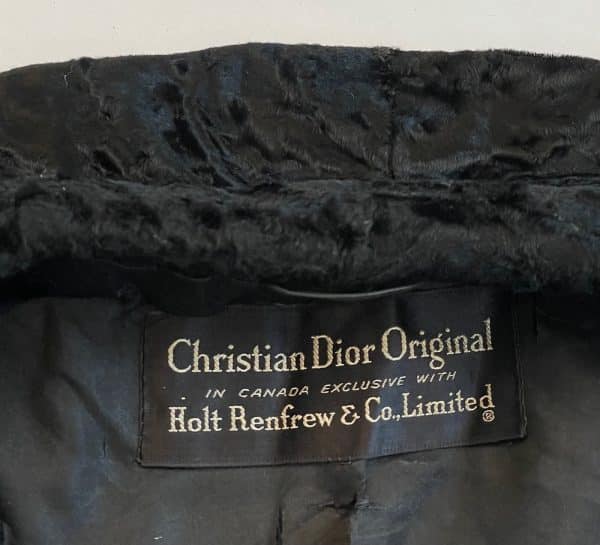 Christian Dior Original
IN CANADA EXCLUSIVE WITH
Holt Renfrew & Co., Limited ®